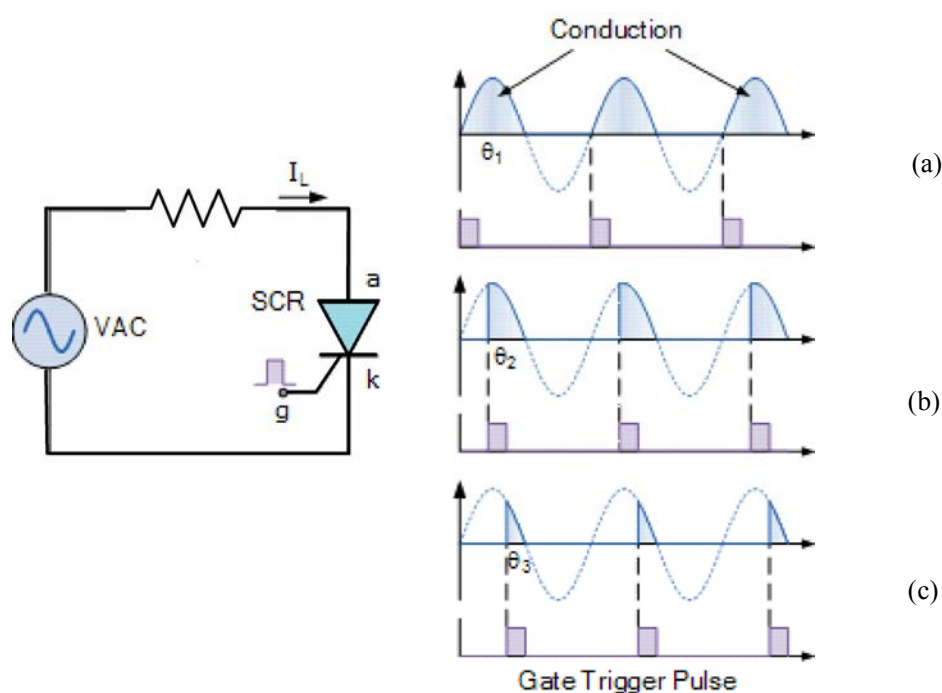 Conduction
θ1
(a)
IL
a
SCR
VAC
k
g
θ2
(b)
θ3
(c)
Gate Trigger Pulse